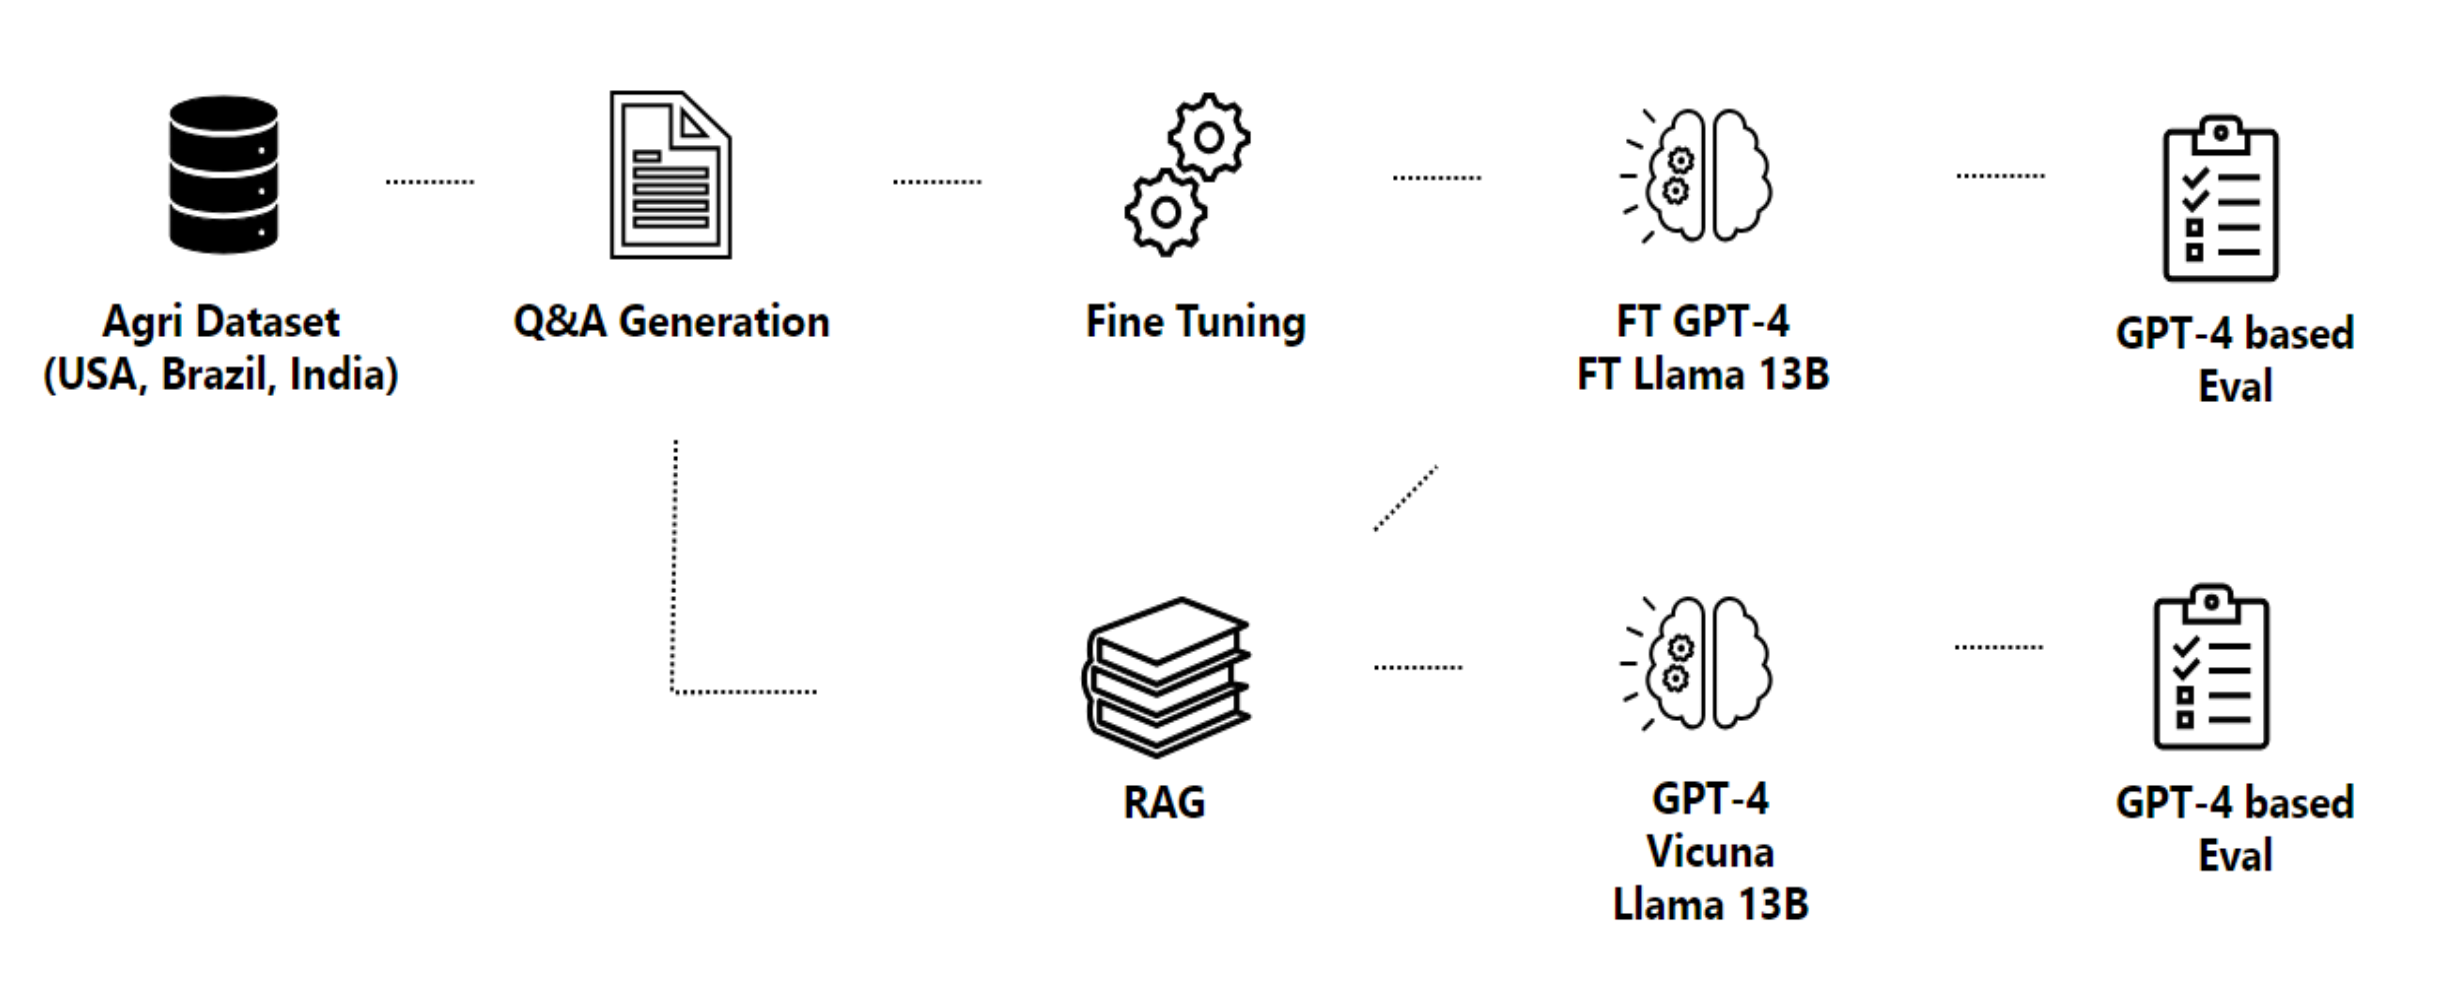 Agri Dataset
(USA, Brazil, India)
Q&A Generation
Fine Tuning
FT GPT-4
FT Llama 13B
GPT-4 based
Eval
RAG
GPT-4
Vicuna
Llama 13B
GPT-4 based
Eval